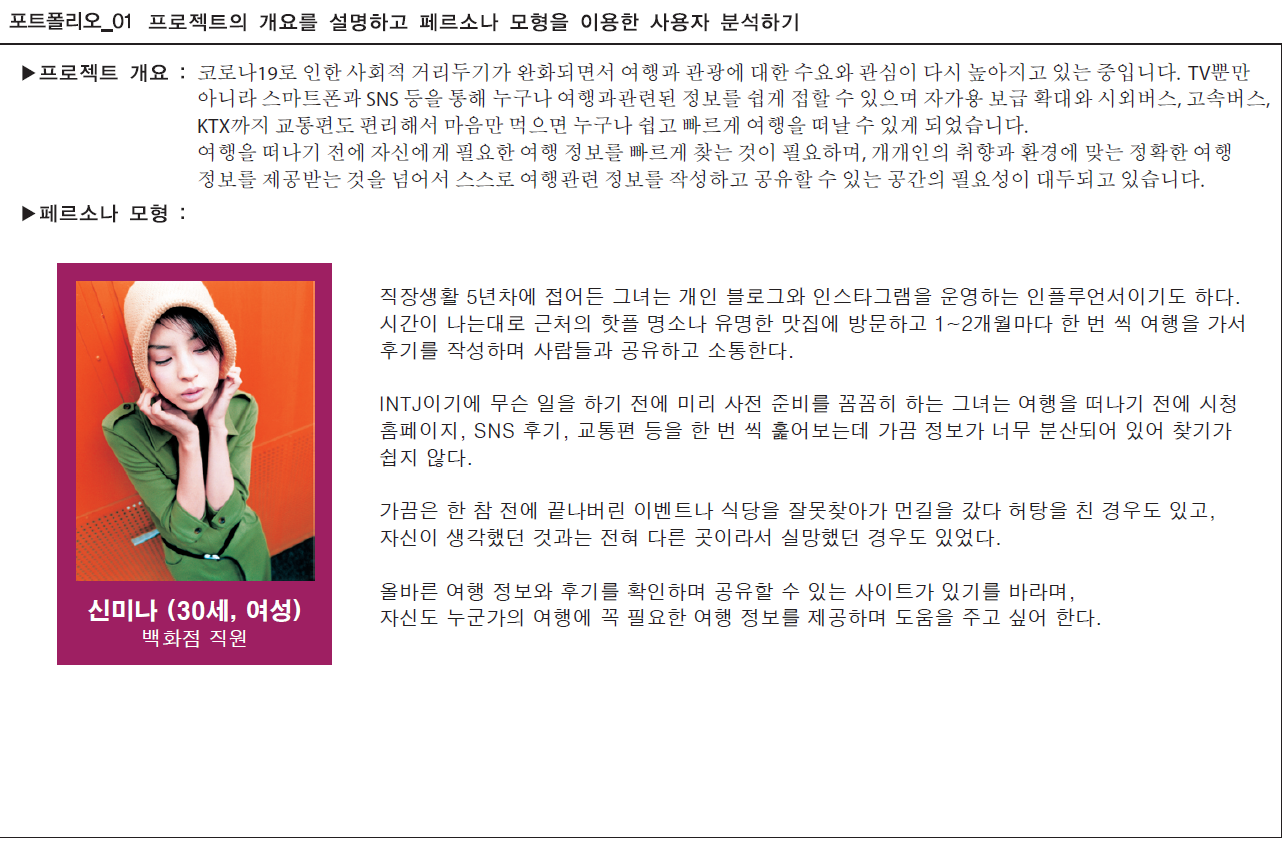 포트폴리오_01 프로젝트의 개요를 설명하고 페르소나 모형을 이용한 사용자 분석하기
▶프로젝트 개요 : 코로나19로 인한 사회적 거리두기가 완화되면서 여행과 관광에 대한 수요와 관심이 다시 높아지고 있는 중입니다. TV뿐만
아니라 스마트폰과 SNS 등을 통해 누구나 여행과관련된 정보를 쉽게 접할 수 있으며 자가용 보급 확대와 시외버스, 고속버스,
KTX까지 교통편도 편리해서 마음만 먹으면 누구나 쉽고 빠르게 여행을 떠날 수 있게 되었습니다.
여행을 떠나기 전에 자신에게 필요한 여행 정보를 빠르게 찾는 것이 필요하며, 개개인의 취향과 환경에 맞는 정확한 여행
정보를 제공받는 것을 넘어서 스스로 여행관련 정보를 작성하고 공유할 수 있는 공간의 필요성이 대두되고 있습니다.
▶페르소나 모형 :
직장생활 5년차에 접어든 그녀는 개인 블로그와 인스타그램을 운영하는 인플루언서이기도 하다.
시간이 나는대로 근처의 핫플 명소나 유명한 맛집에 방문하고 1~2개월마다 한 번 씩 여행을 가서
후기를 작성하며 사람들과 공유하고 소통한다.
INTJ이기에 무슨 일을 하기 전에 미리 사전 준비를 꼼꼼히 하는 그녀는 여행을 떠나기 전에 시청
홈페이지, SNS 후기, 교통편 등을 한 번 씩 훑어보는데 가끔 정보가 너무 분산되어 있어 찾기가
쉽지 않다.
가끔은 한 참 전에 끝나버린 이벤트나 식당을 잘못찾아가 먼길을 갔다 허탕을 친 경우도 있고,
자신이 생각했던 것과는 전혀 다른 곳이라서 실망했던 경우도 있었다.
올바른 여행 정보와 후기를 확인하며 공유할 수 있는 사이트가 있기를 바라며,
자신도 누군가의 여행에 꼭 필요한 여행 정보를 제공하며 도움을 주고 싶어 한다.
신미나 (30세, 여성)
백화점 직원